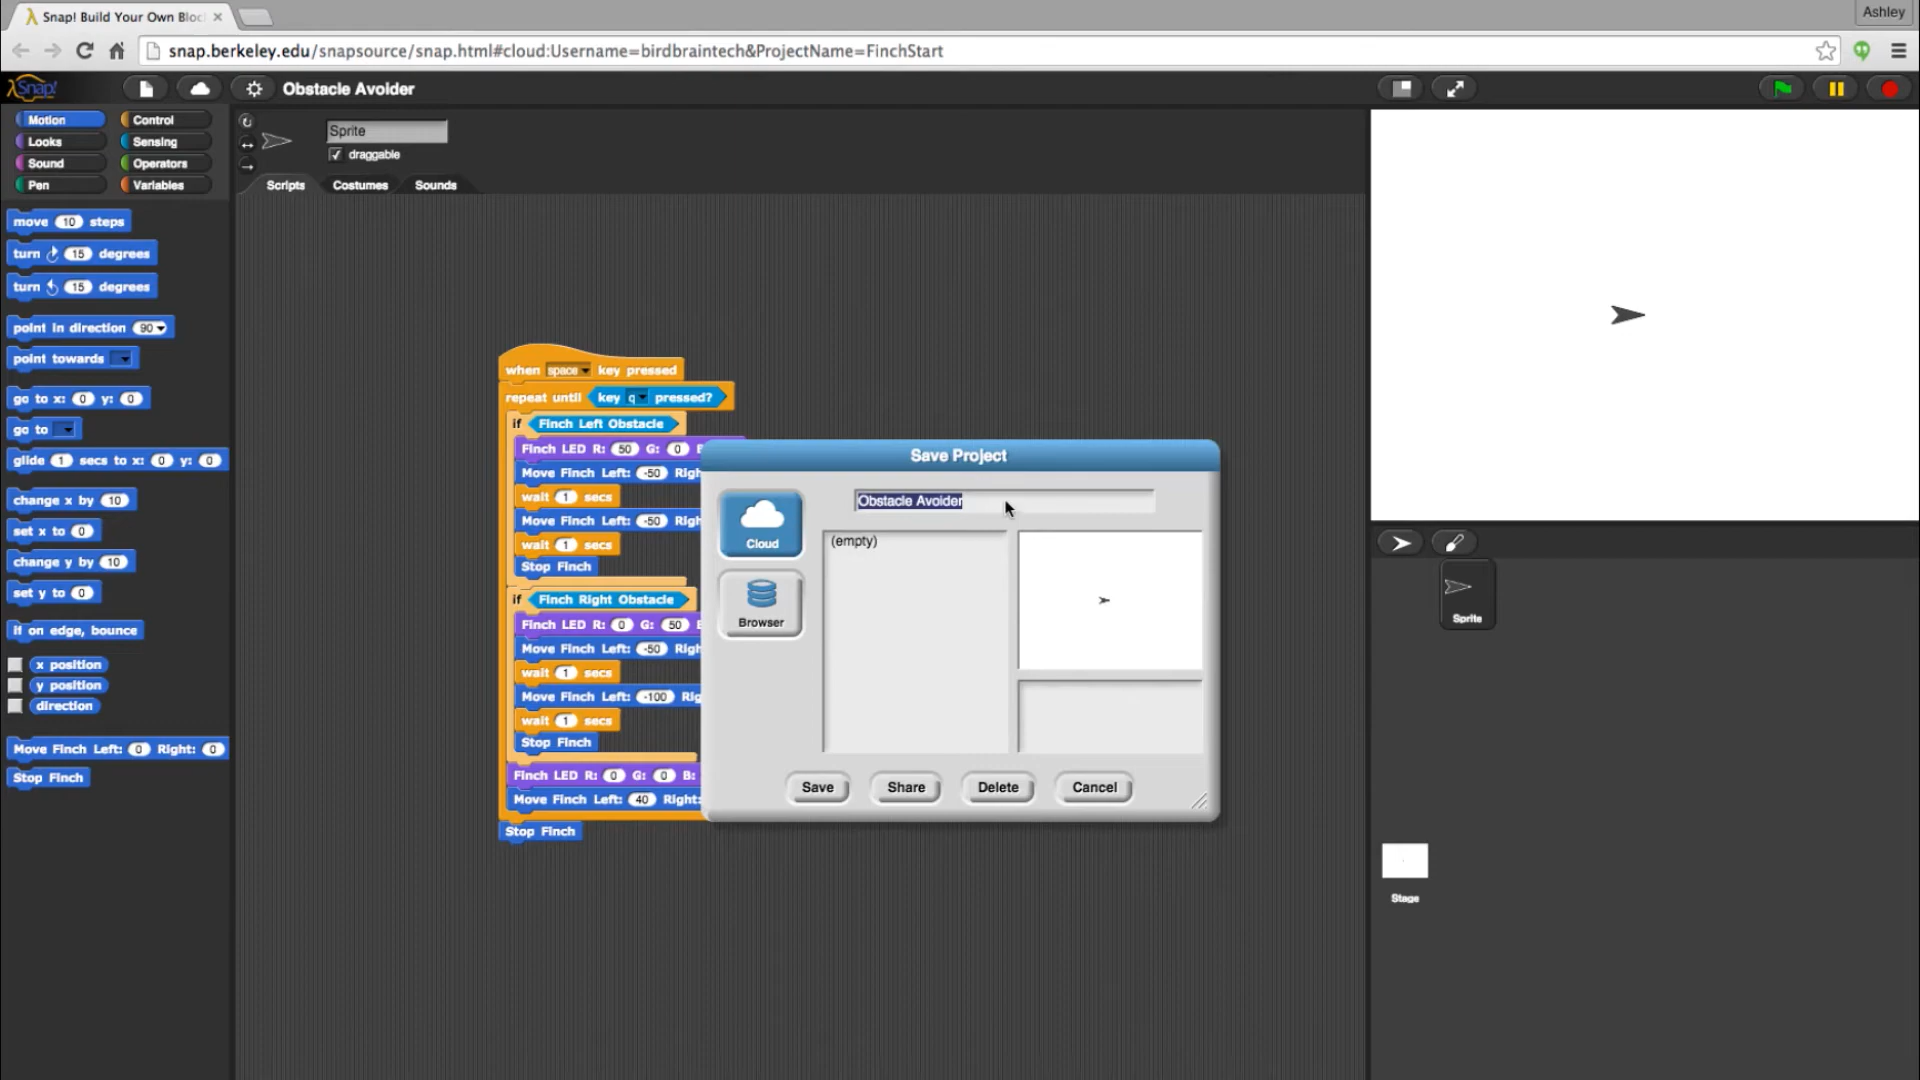 Snap! Build Your Own Bloc
Ashley
snap.berkeley.edu/snapsource/snap.html#cloud:Username=birdbraintech&ProjectName=FinchStart
Snap!
Obstacle Avoider
Motion Control
Looks Sensing
Sound Operators
Pen Variables
Sprite
draggable
Scripts Costumes Sounds
move 10 steps
turn 15 degrees
turn 15 degrees
point in direction 90
point towards
go to x: 0 y: 0
go to
glide 1 secs to x: 0 y: 0
change x by 10
set x to 0
change y by 10
set y to 0
if on edge, bounce
x position
y position
direction
Move Finch Left: 0 Right: 0
Stop Finch
when space key pressed
repeat until key q pressed?
if Finch Left Obstacle
Finch LED R: 50 G: 0
Move Finch Left: -50 Righ
wait 1 secs
Move Finch Left: -50 Righ
wait 1 secs
Stop Finch
if Finch Right Obstacle
Finch LED R: 0 G: 50
Move Finch Left: -50 Righ
wait 1 secs
Move Finch Left: -100 Rig
wait 1 secs
Stop Finch
Finch LED R: 0 G: 0 B:
Move Finch Left: 40 Right:
Stop Finch
Save Project
Obstacle Avoider
Cloud
Browser
(empty)
Save Share Delete Cancel
Sprite
Stage